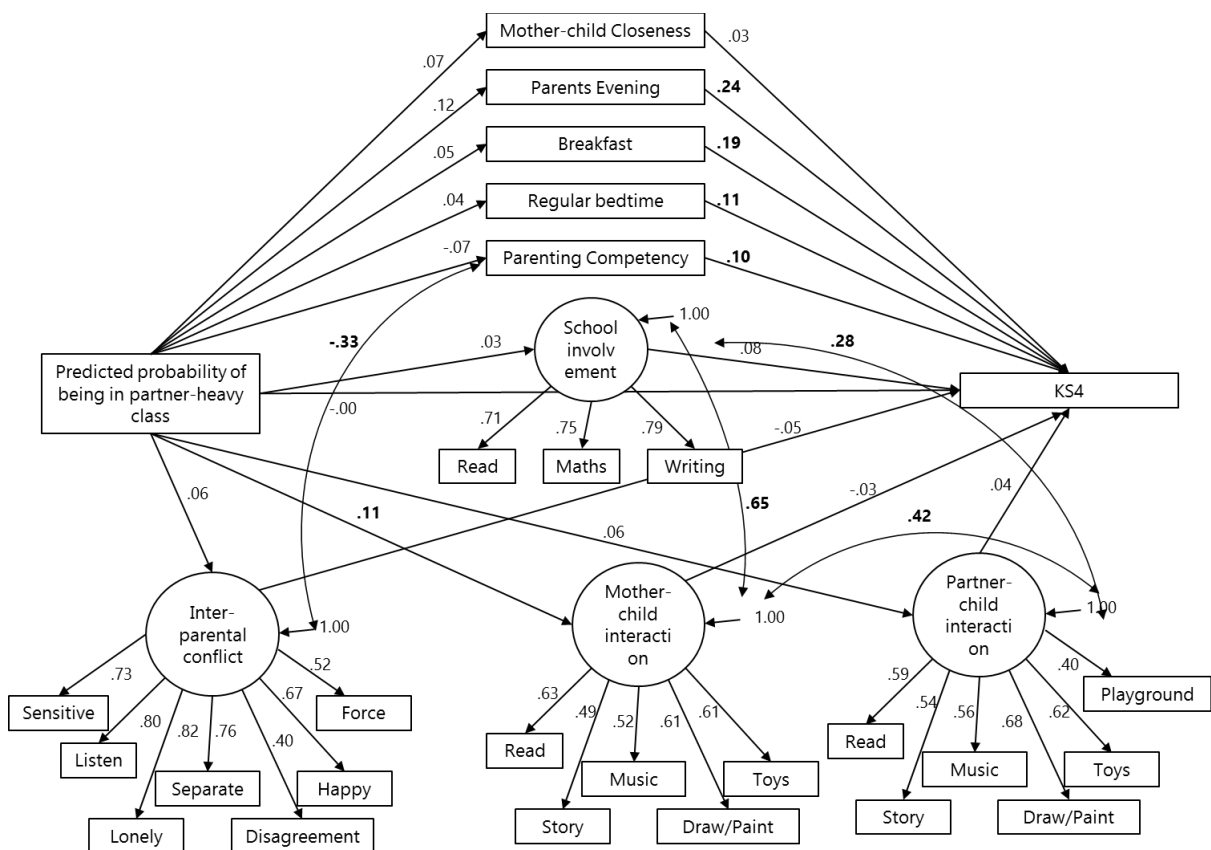 Mother-child Closeness
.03
.07
Parents Evening
.24
.12
Breakfast
.19
.05
Regular bedtime
.11
.04
Parenting Competency
.10
-.07
School
involv
ement
1.00
-.33
.03
.08
.28
Predicted probability of
being in partner-heavy
class
KS4
-.00
.71
.75
.79
-.05
Read
Maths
Writing
.06
.11
.65
-.03
.04
.06
.42
Inter-
parental
conflict
1.00
Mother-
child
interacti
on
1.00
Partner-
child
interacti
on
1.00
.73
.80
.82
.76
.40
.67
.52
Sensitive
Force
Listen
Separate
Happy
Lonely
Disagreement
.63
.49
.52
.61
.61
Read
Music
Toys
Story
Draw/Paint
.59
.54
.56
.68
.62
.40
Playground
Read
Music
Toys
Story
Draw/Paint